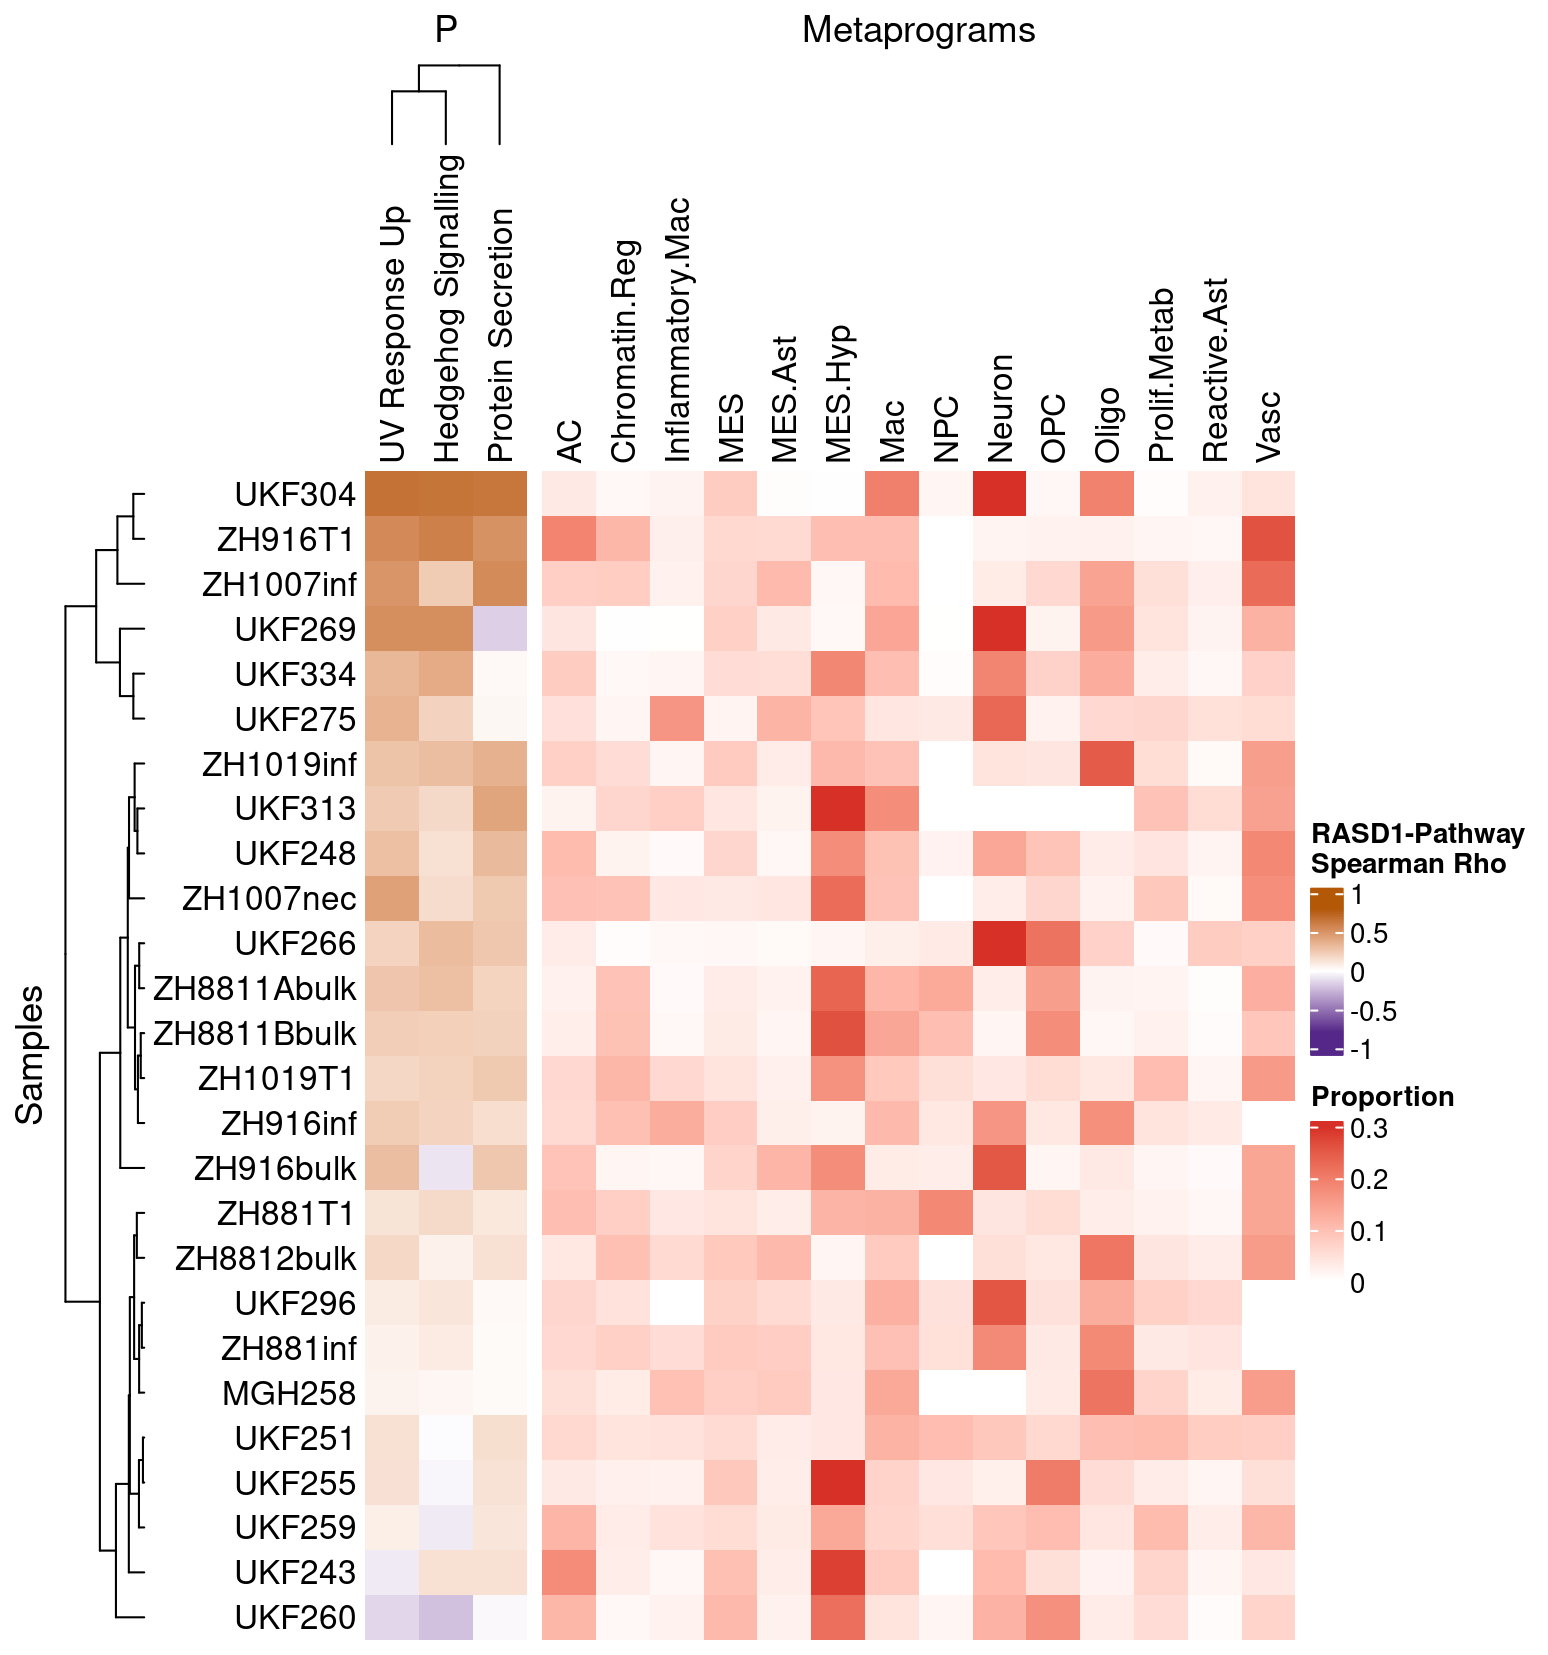 P
Metaprograms
UV Response Up
Hedgehog Signalling
Protein Secretion
AC
Chromatin.Reg
Inflammatory.Mac
MES
MES.Ast
MES.Hyp
Mac
NPC
Neuron
OPC
Oligo
Prolif.Metab
Reactive.Ast
Vasc
Samples
UKF304
ZH916T1
ZH1007inf
UKF269
UKF334
UKF275
ZH1019inf
UKF313
UKF248
ZH1007nec
UKF266
ZH8811Abulk
ZH8811Bbulk
ZH1019T1
ZH916inf
ZH916bulk
ZH881T1
ZH8812bulk
UKF296
ZH881inf
MGH258
UKF251
UKF255
UKF259
UKF243
UKF260
RASD1-Pathway
Spearman Rho
1
0.5
0
-0.5
-1
Proportion
0.3
0.2
0.1
0